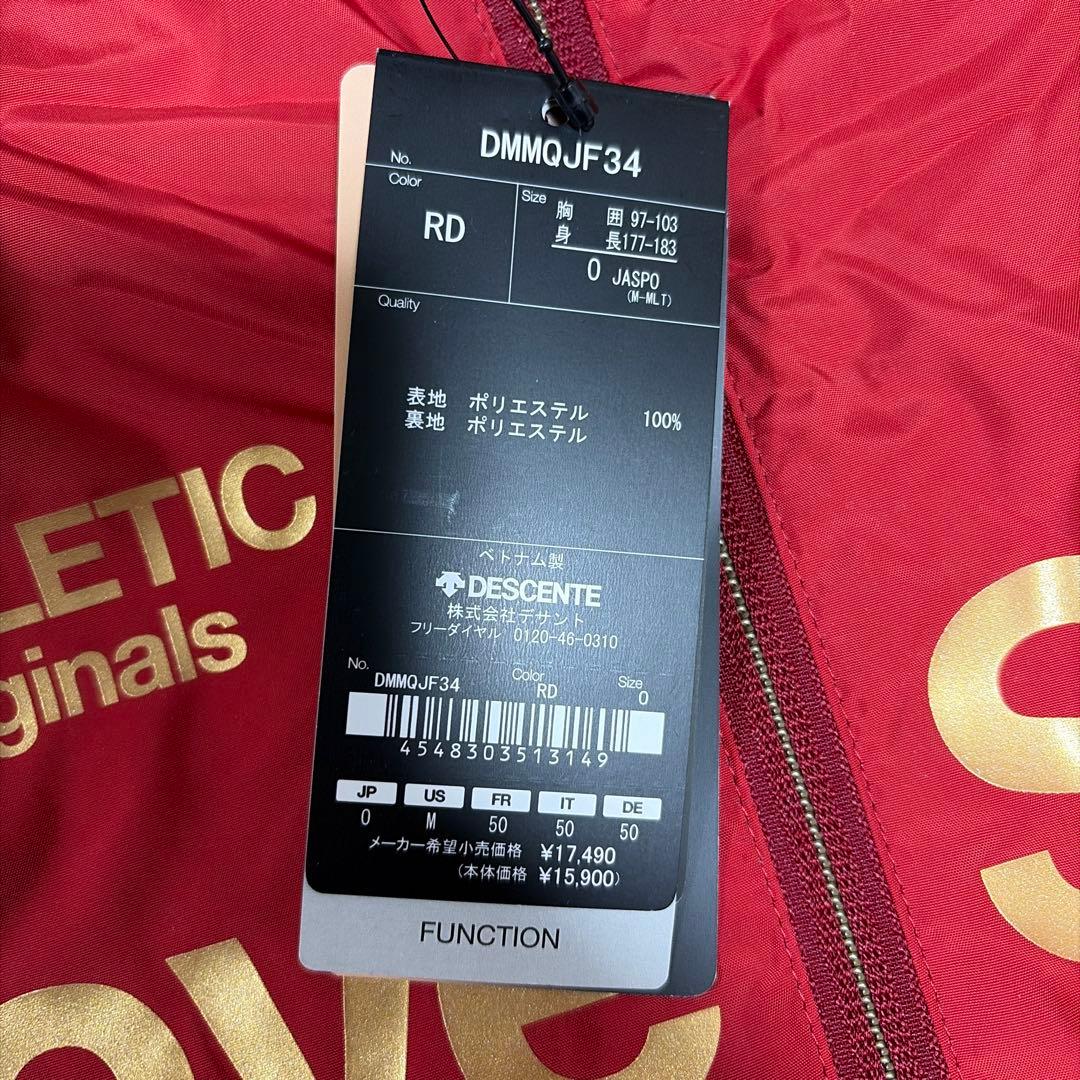 No. DMMQJF34
Color RD
Size 胸 囲 97-103
身 長177-183
0 JASPO
(M-MLT)
Quality
表地 ポリエステル 100%
裏地 ポリエステル
ベトナム製
DESCENTE
株式会社デサント
フリーダイヤル 0120-46-0310
No. DMMQJF34 Color RD Size 0
4548303513149
JP US FR IT DE
0 M 50 50 50
メーカー希望小売価格 ¥17,490
(本体価格 ¥15,900)
FUNCTION
LETIC
ginals
ove